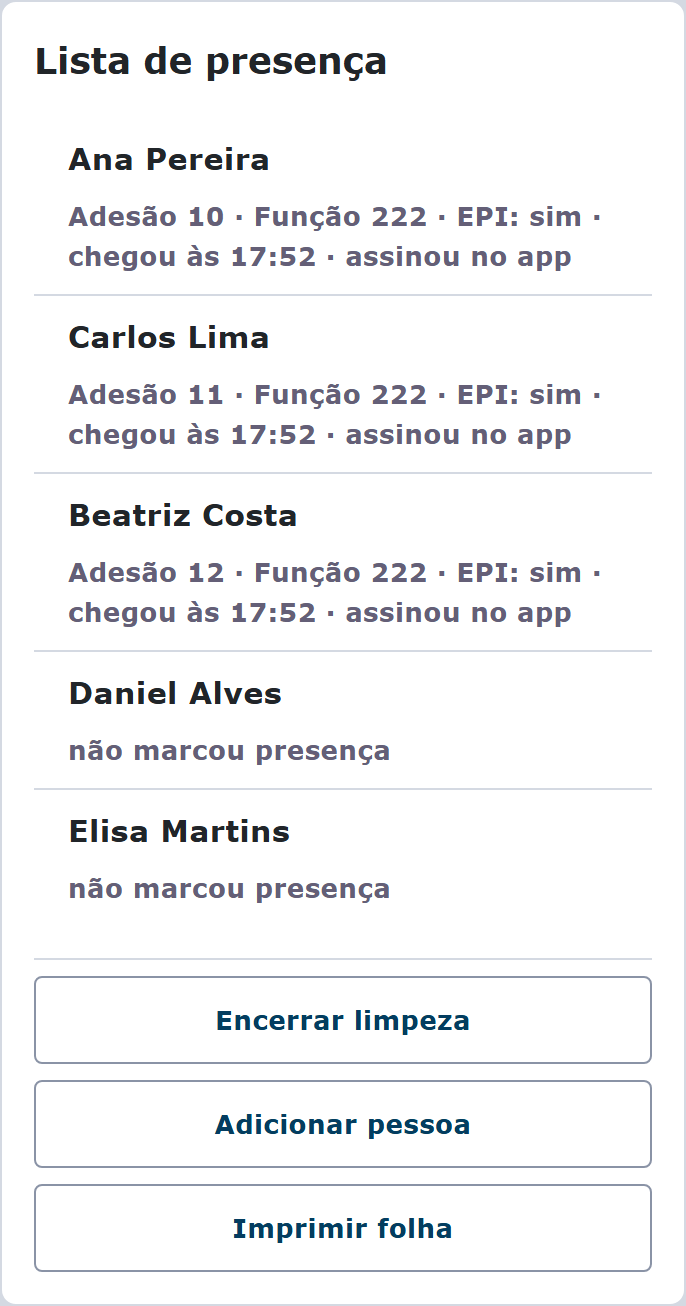 Lista de presença
Ana Pereira
Adesão 10 · Função 222 · EPI: sim ·
chegou às 17:52 · assinou no app
Carlos Lima
Adesão 11 · Função 222 · EPI: sim ·
chegou às 17:52 · assinou no app
Beatriz Costa
Adesão 12 · Função 222 · EPI: sim ·
chegou às 17:52 · assinou no app
Daniel Alves
não marcou presença
Elisa Martins
não marcou presença
Encerrar limpeza
Adicionar pessoa
Imprimir folha